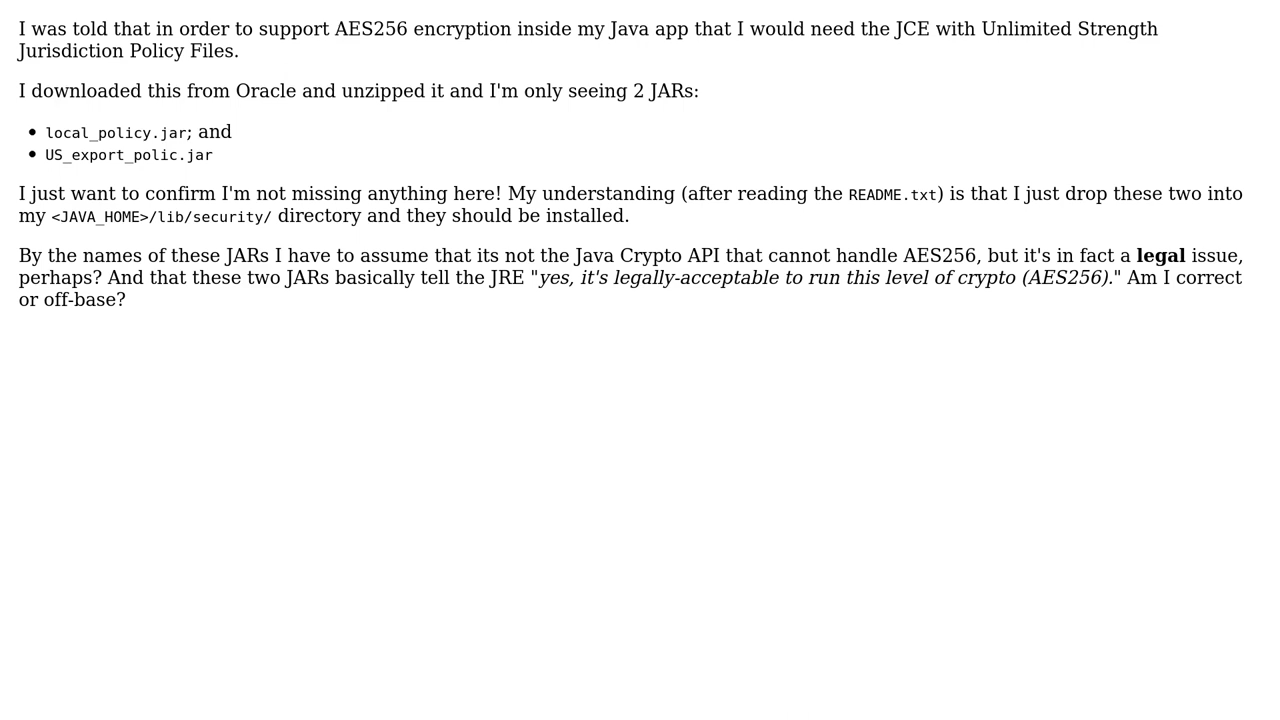 I was told that in order to support AES256 encryption inside my Java app that I would need the JCE with Unlimited Strength
Jurisdiction Policy Files.
I downloaded this from Oracle and unzipped it and I'm only seeing 2 JARs:
• local_policy.jar; and
• US_export_polic.jar
I just want to confirm I'm not missing anything here! My understanding (after reading the README.txt) is that I just drop these two into
my <JAVA_HOME>/lib/security/ directory and they should be installed.
By the names of these JARs I have to assume that its not the Java Crypto API that cannot handle AES256, but it's in fact a legal issue,
perhaps? And that these two JARs basically tell the JRE "yes, it's legally-acceptable to run this level of crypto (AES256)." Am I correct
or off-base?